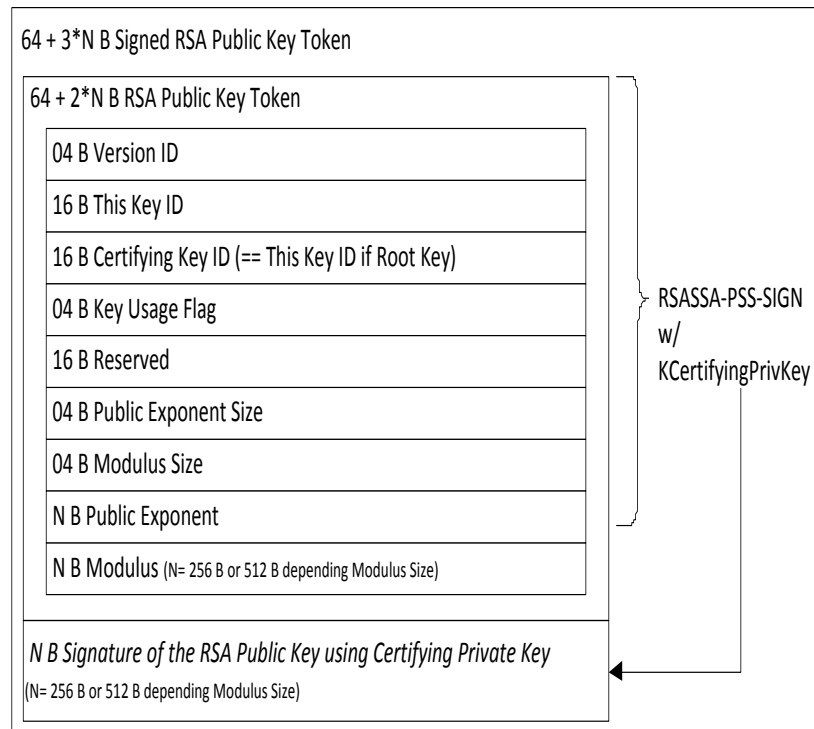 64 + 3*N B Signed RSA Public Key Token
64 + 2*N B RSA Public Key Token
04 B Version ID
16 B This Key ID
16 B Certifying Key ID (== This Key ID if Root Key)
04 B Key Usage Flag
16 B Reserved
04 B Public Exponent Size
04 B Modulus Size
N B Public Exponent
N B Modulus (N= 256 B or 512 B depending Modulus Size)
RSASSA-PSS-SIGN
w/
KCertifyingPrivKey
N B Signature of the RSA Public Key using Certifying Private Key
(N= 256 B or 512 B depending Modulus Size)